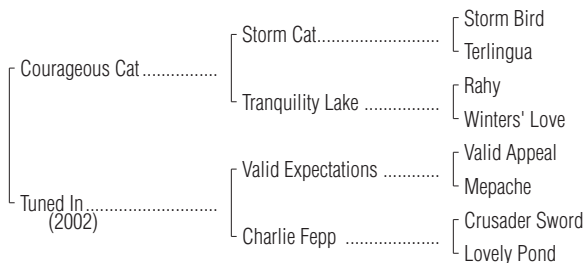 Storm Bird
Storm Cat................
Terlingua
Courageous Cat ...............
Rahy
Tranquility Lake ...............
Winters' Love
Valid Appeal
Valid Expectations ............
Mepache
Tuned In..........................
(2002)
Crusader Sword
Charlie Fepp ...................
Lovely Pond